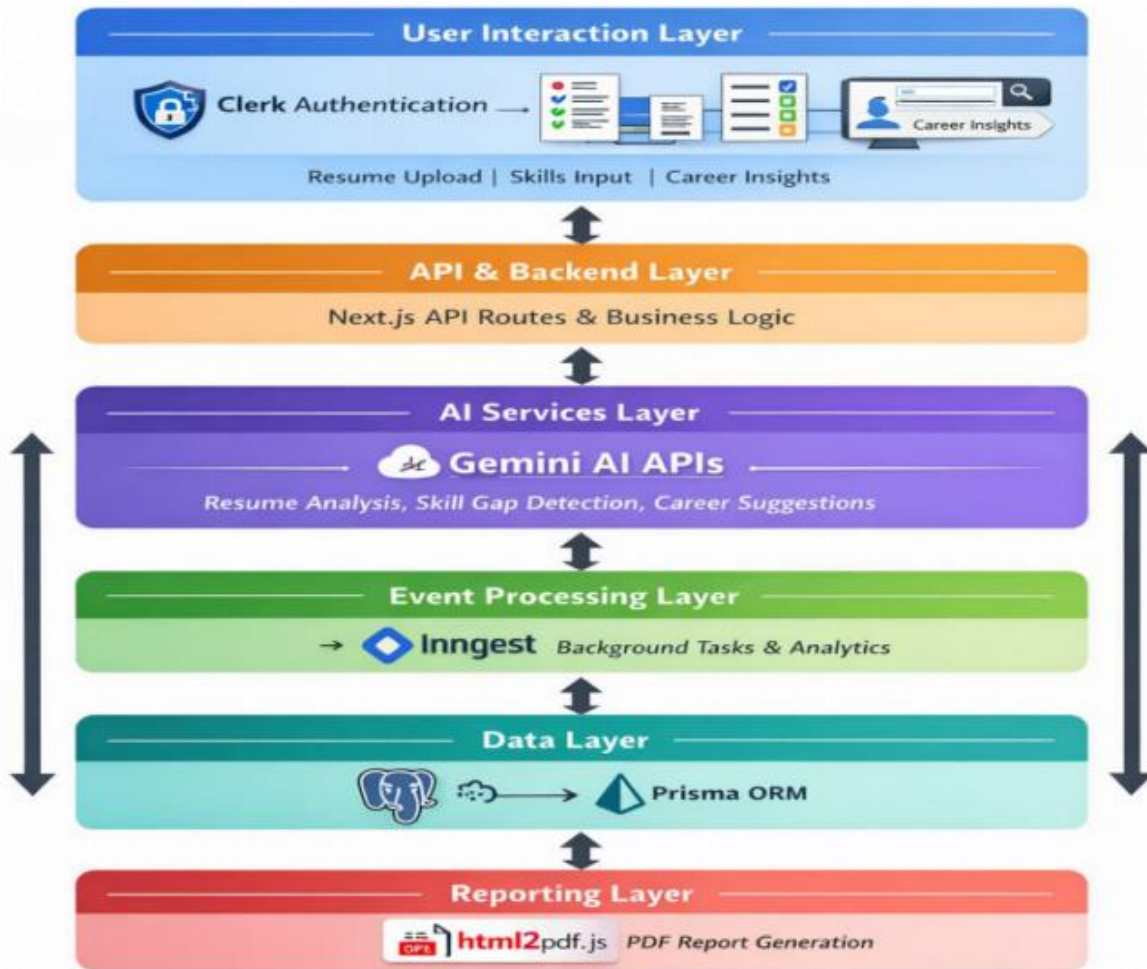 User Interaction Layer
Clerk Authentication →
Career Insights
Resume Upload | Skills Input | Career Insights
API & Backend Layer
Next.js API Routes & Business Logic
AI Services Layer
Gemini AI APIs
Resume Analysis, Skill Gap Detection, Career Suggestions
Event Processing Layer
→ Inngest Background Tasks & Analytics
Data Layer
Prisma ORM
Reporting Layer
html2pdf.js PDF Report Generation